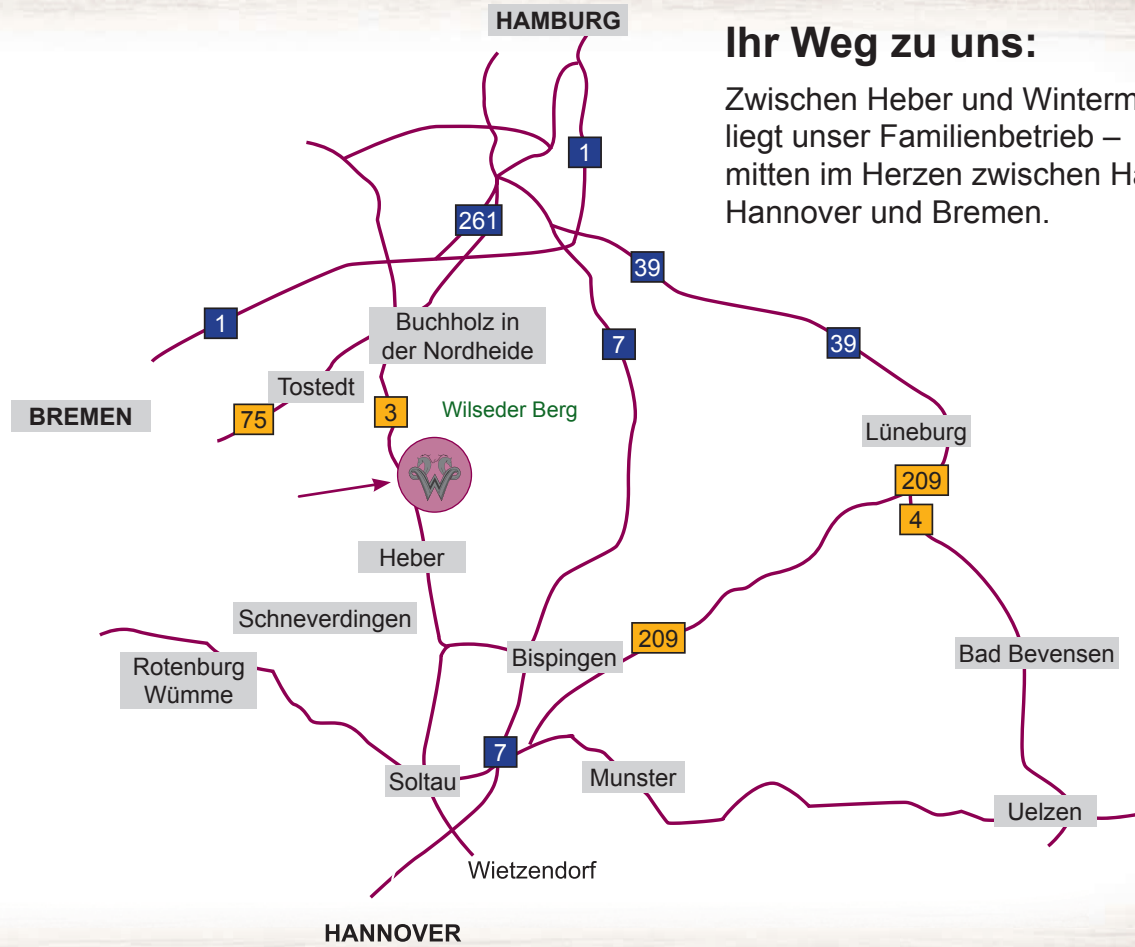 HAMBURG
Ihr Weg zu uns:
Zwischen Heber und Winterm
liegt unser Familienbetrieb –
mitten im Herzen zwischen Ha
Hannover und Bremen.
1
261
39
1
Buchholz in
der Nordheide
7
39
Tostedt
BREMEN
75
3
Wilseder Berg
Lüneburg
W
209
4
Heber
Schneverdingen
209
Bispingen
Bad Bevensen
Rotenburg
Wümme
7
Soltau
Munster
Uelzen
Wietzendorf
HANNOVER